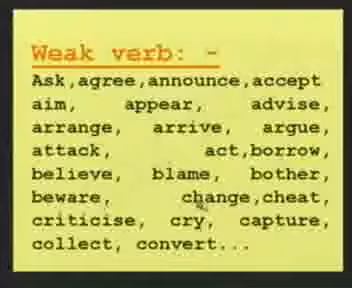 Weak verb: -
Ask,agree,announce,accept
aim, appear, advise,
arrange, arrive, argue,
attack, act,borrow,
believe, blame, bother,
beware, change,cheat,
criticise, cry, capture,
collect, convert...